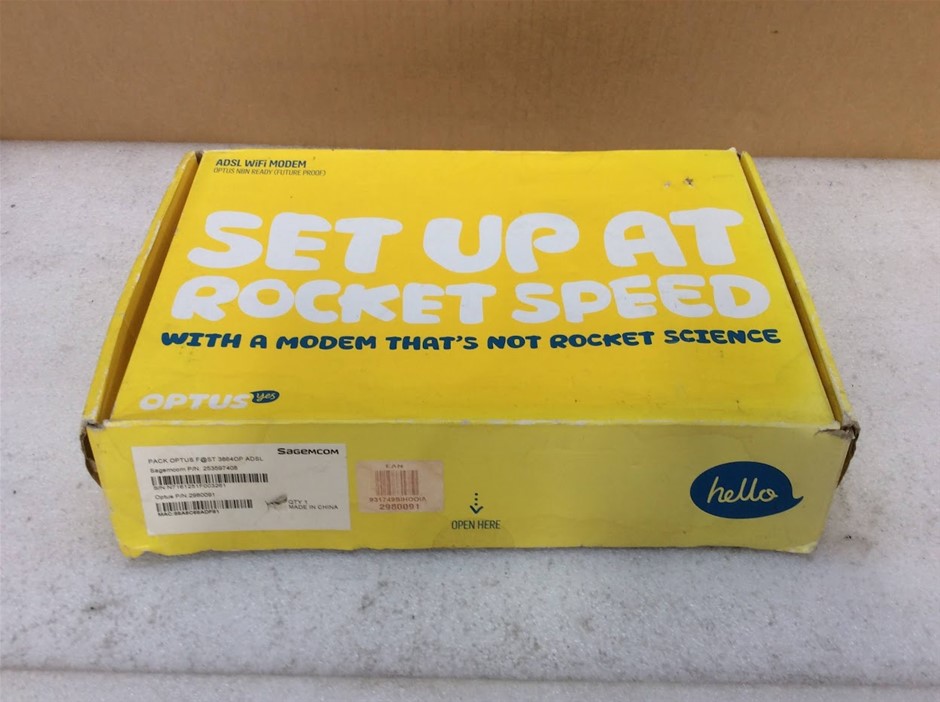 ADSL WiFi MODEM
OPTUS NBN READY (FUTURE PROOF)
SET UP AT
ROCKET SPEED
WITH A MODEM THAT'S NOT ROCKET SCIENCE
OPTUS yes
SAGEMCOM
PACK OPTUS F@ST 3864OP ADSL
Sagemcom P/N: 253597428
Optus P/N: 2980091
QTY 1
MADE IN CHINA
EAN
2980091
OPEN HERE
hello